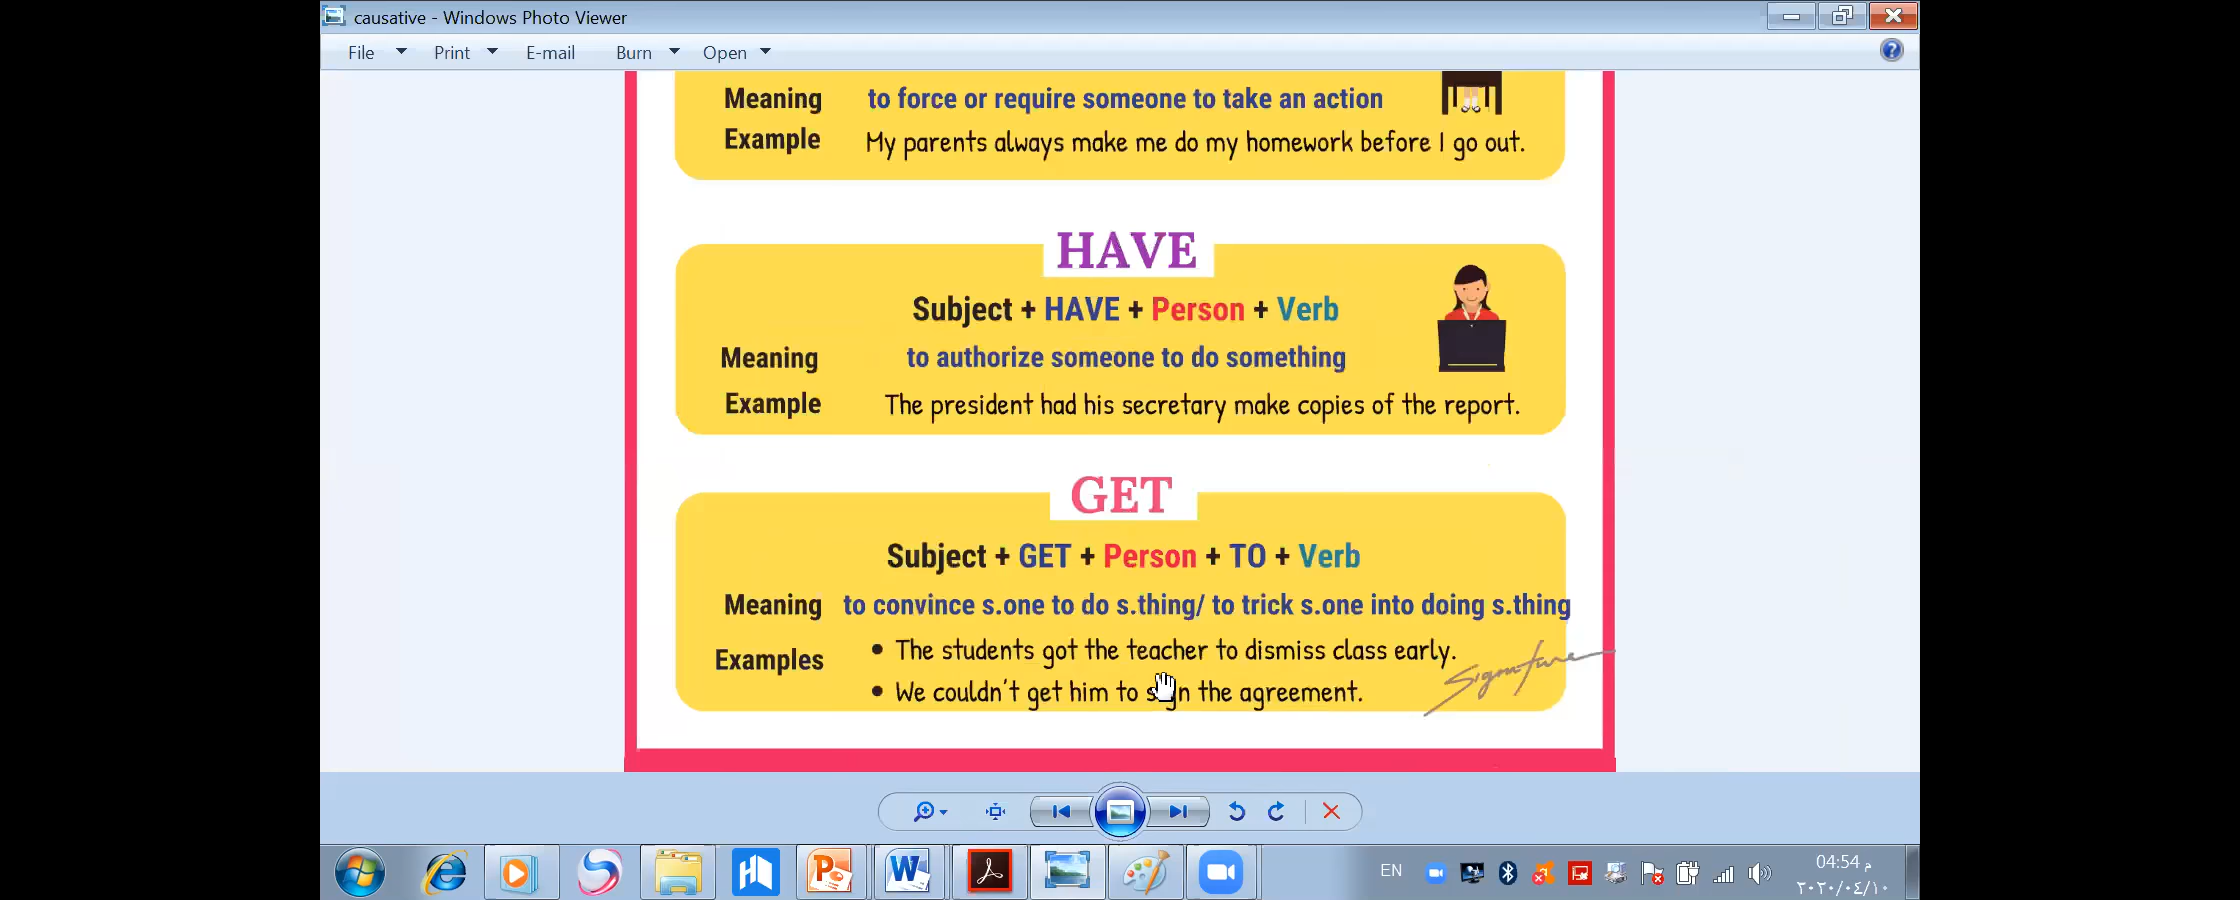 causative - Windows Photo Viewer
File Print E-mail Burn Open
Meaning to force or require someone to take an action
Example My parents always make me do my homework before I go out.
HAVE
Subject + HAVE + Person + Verb
Meaning to authorize someone to do something
Example The president had his secretary make copies of the report.
GET
Subject + GET + Person + TO + Verb
Meaning to convince s.one to do s.thing/ to trick s.one into doing s.thing
Examples
• The students got the teacher to dismiss class early.
• We couldn't get him to sign the agreement.
Signature
EN
04:54 م
٢٠٢٠/٠٤/١٠